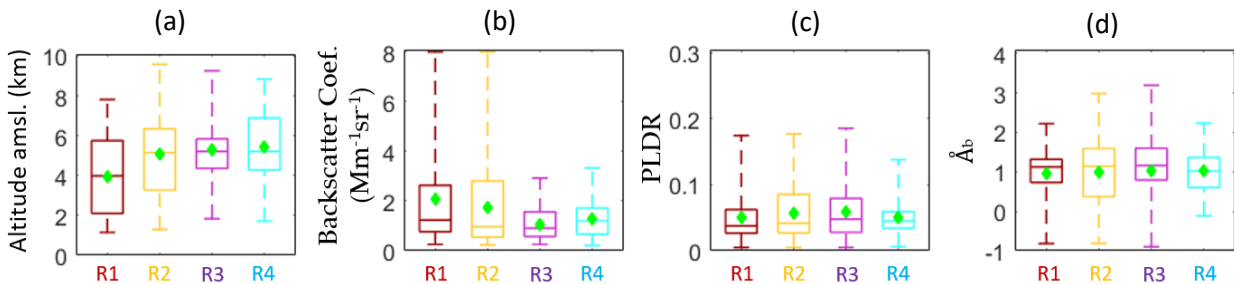 (a)
Altitude amsl. (km)
10
8
6
4
2
0
R1 R2 R3 R4
(b)
Backscatter Coef.
(Mm⁻¹sr⁻¹)
8
6
4
2
0
R1 R2 R3 R4
(c)
PLDR
0.3
0.2
0.1
0
R1 R2 R3 R4
(d)
Åb
4
3
2
1
0
-1
R1 R2 R3 R4